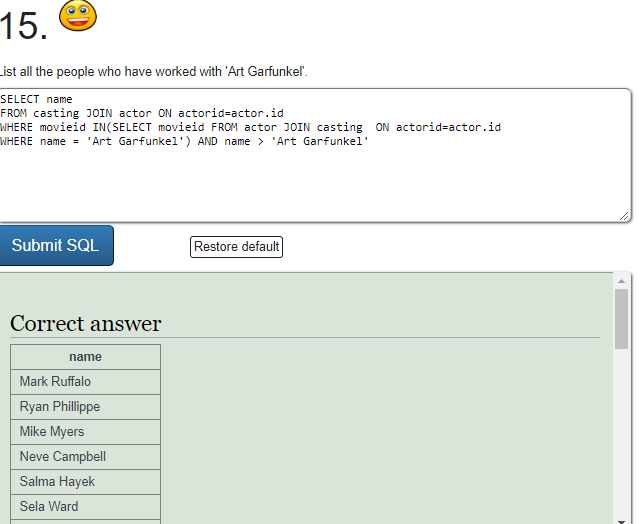 15.
List all the people who have worked with 'Art Garfunkel'.
SELECT name
FROM casting JOIN actor ON actorid=actor.id
WHERE movieid IN(SELECT movieid FROM actor JOIN casting  ON actorid=actor.id
WHERE name = 'Art Garfunkel') AND name > 'Art Garfunkel'
Submit SQL
Restore default
Correct answer
name
Mark Ruffalo
Ryan Phillippe
Mike Myers
Neve Campbell
Salma Hayek
Sela Ward